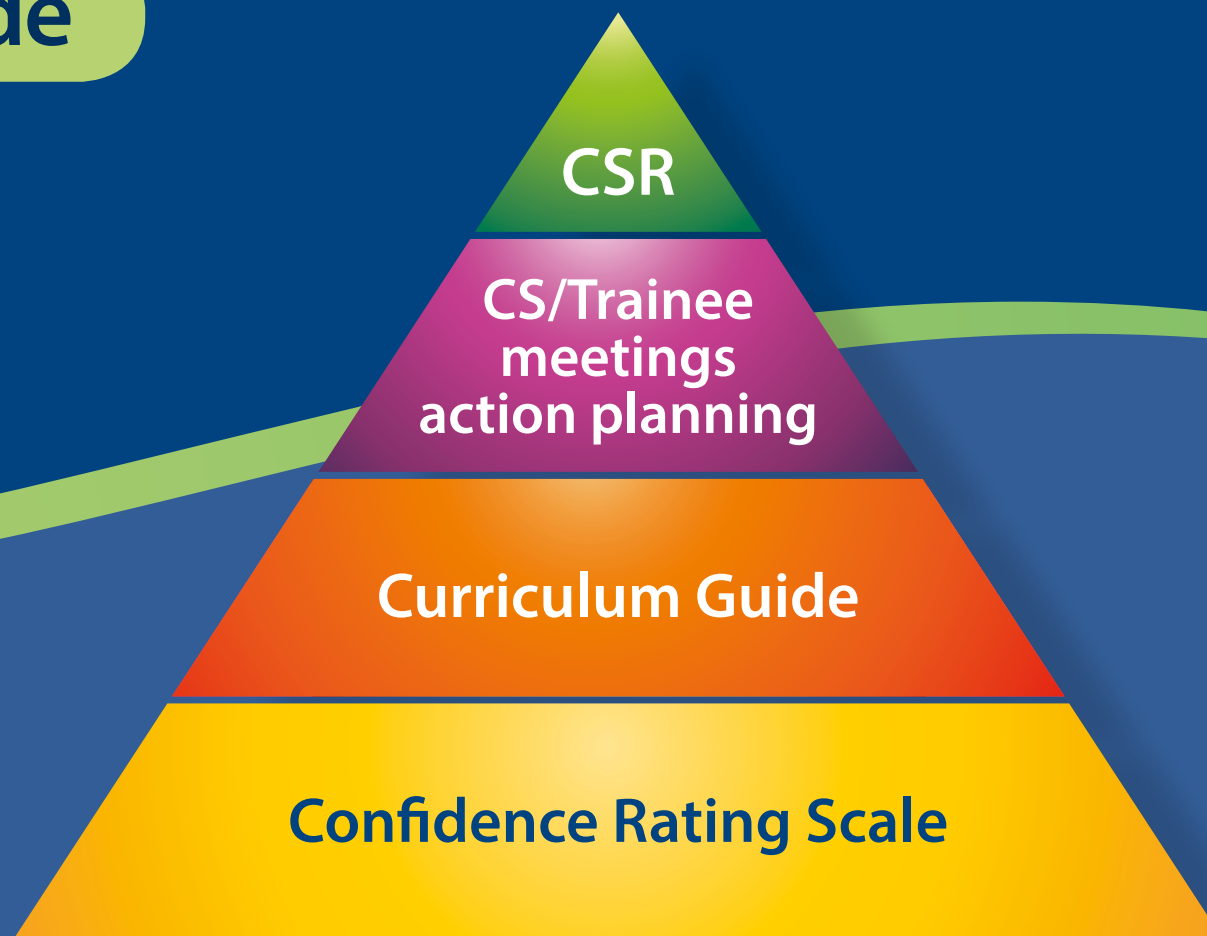 de
CSR
CS/Trainee
meetings
action planning
Curriculum Guide
Confidence Rating Scale